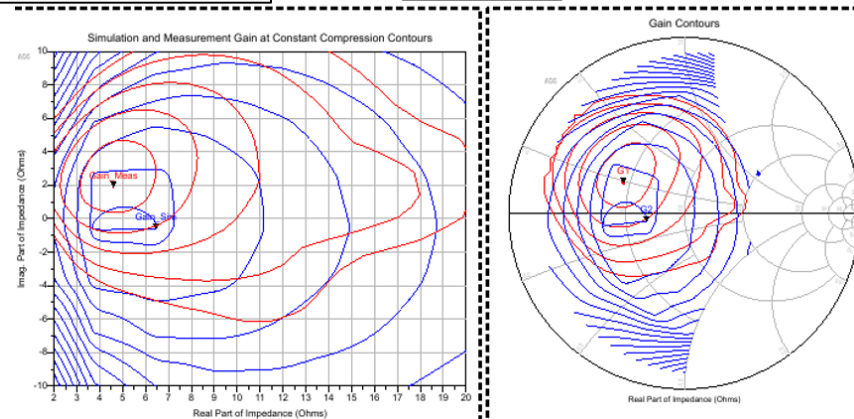 Simulation and Measurement Gain at Constant Compression Contours
ADS
Imag. Part of Impedance (Ohms)
10
8
6
4
2
0
-2
-4
-6
-8
-10
Gain_Meas
2 3 4 5 6 7 8 9 10 11 12 13 14 15 16 17 18 19 20
Real Part of Impedance (Ohms)
Gain Contours
ADS
G1
G2
Real Part of Impedance (Ohms)